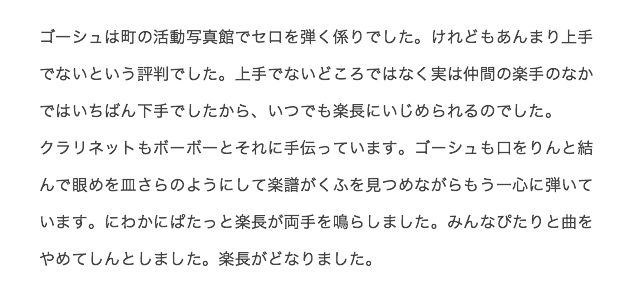 ゴーシュは町の活動写真館でセロを弾く係りでした。けれどもあんまり上手
でないという評判でした。上手でないどころではなく実は仲間の楽手のなか
ではいちばん下手でしたから、いつでも楽長にいじめられるのでした。
クラリネットもボーボーとそれに手伝っています。ゴーシュも口をりんと結
んで眼めを皿さらのようにして楽譜がくふを見つめながらもう一心に弾いて
います。にわかにぱたっと楽長が両手を鳴らしました。みんなぴたりと曲を
やめてしんとしました。楽長がどなりました。